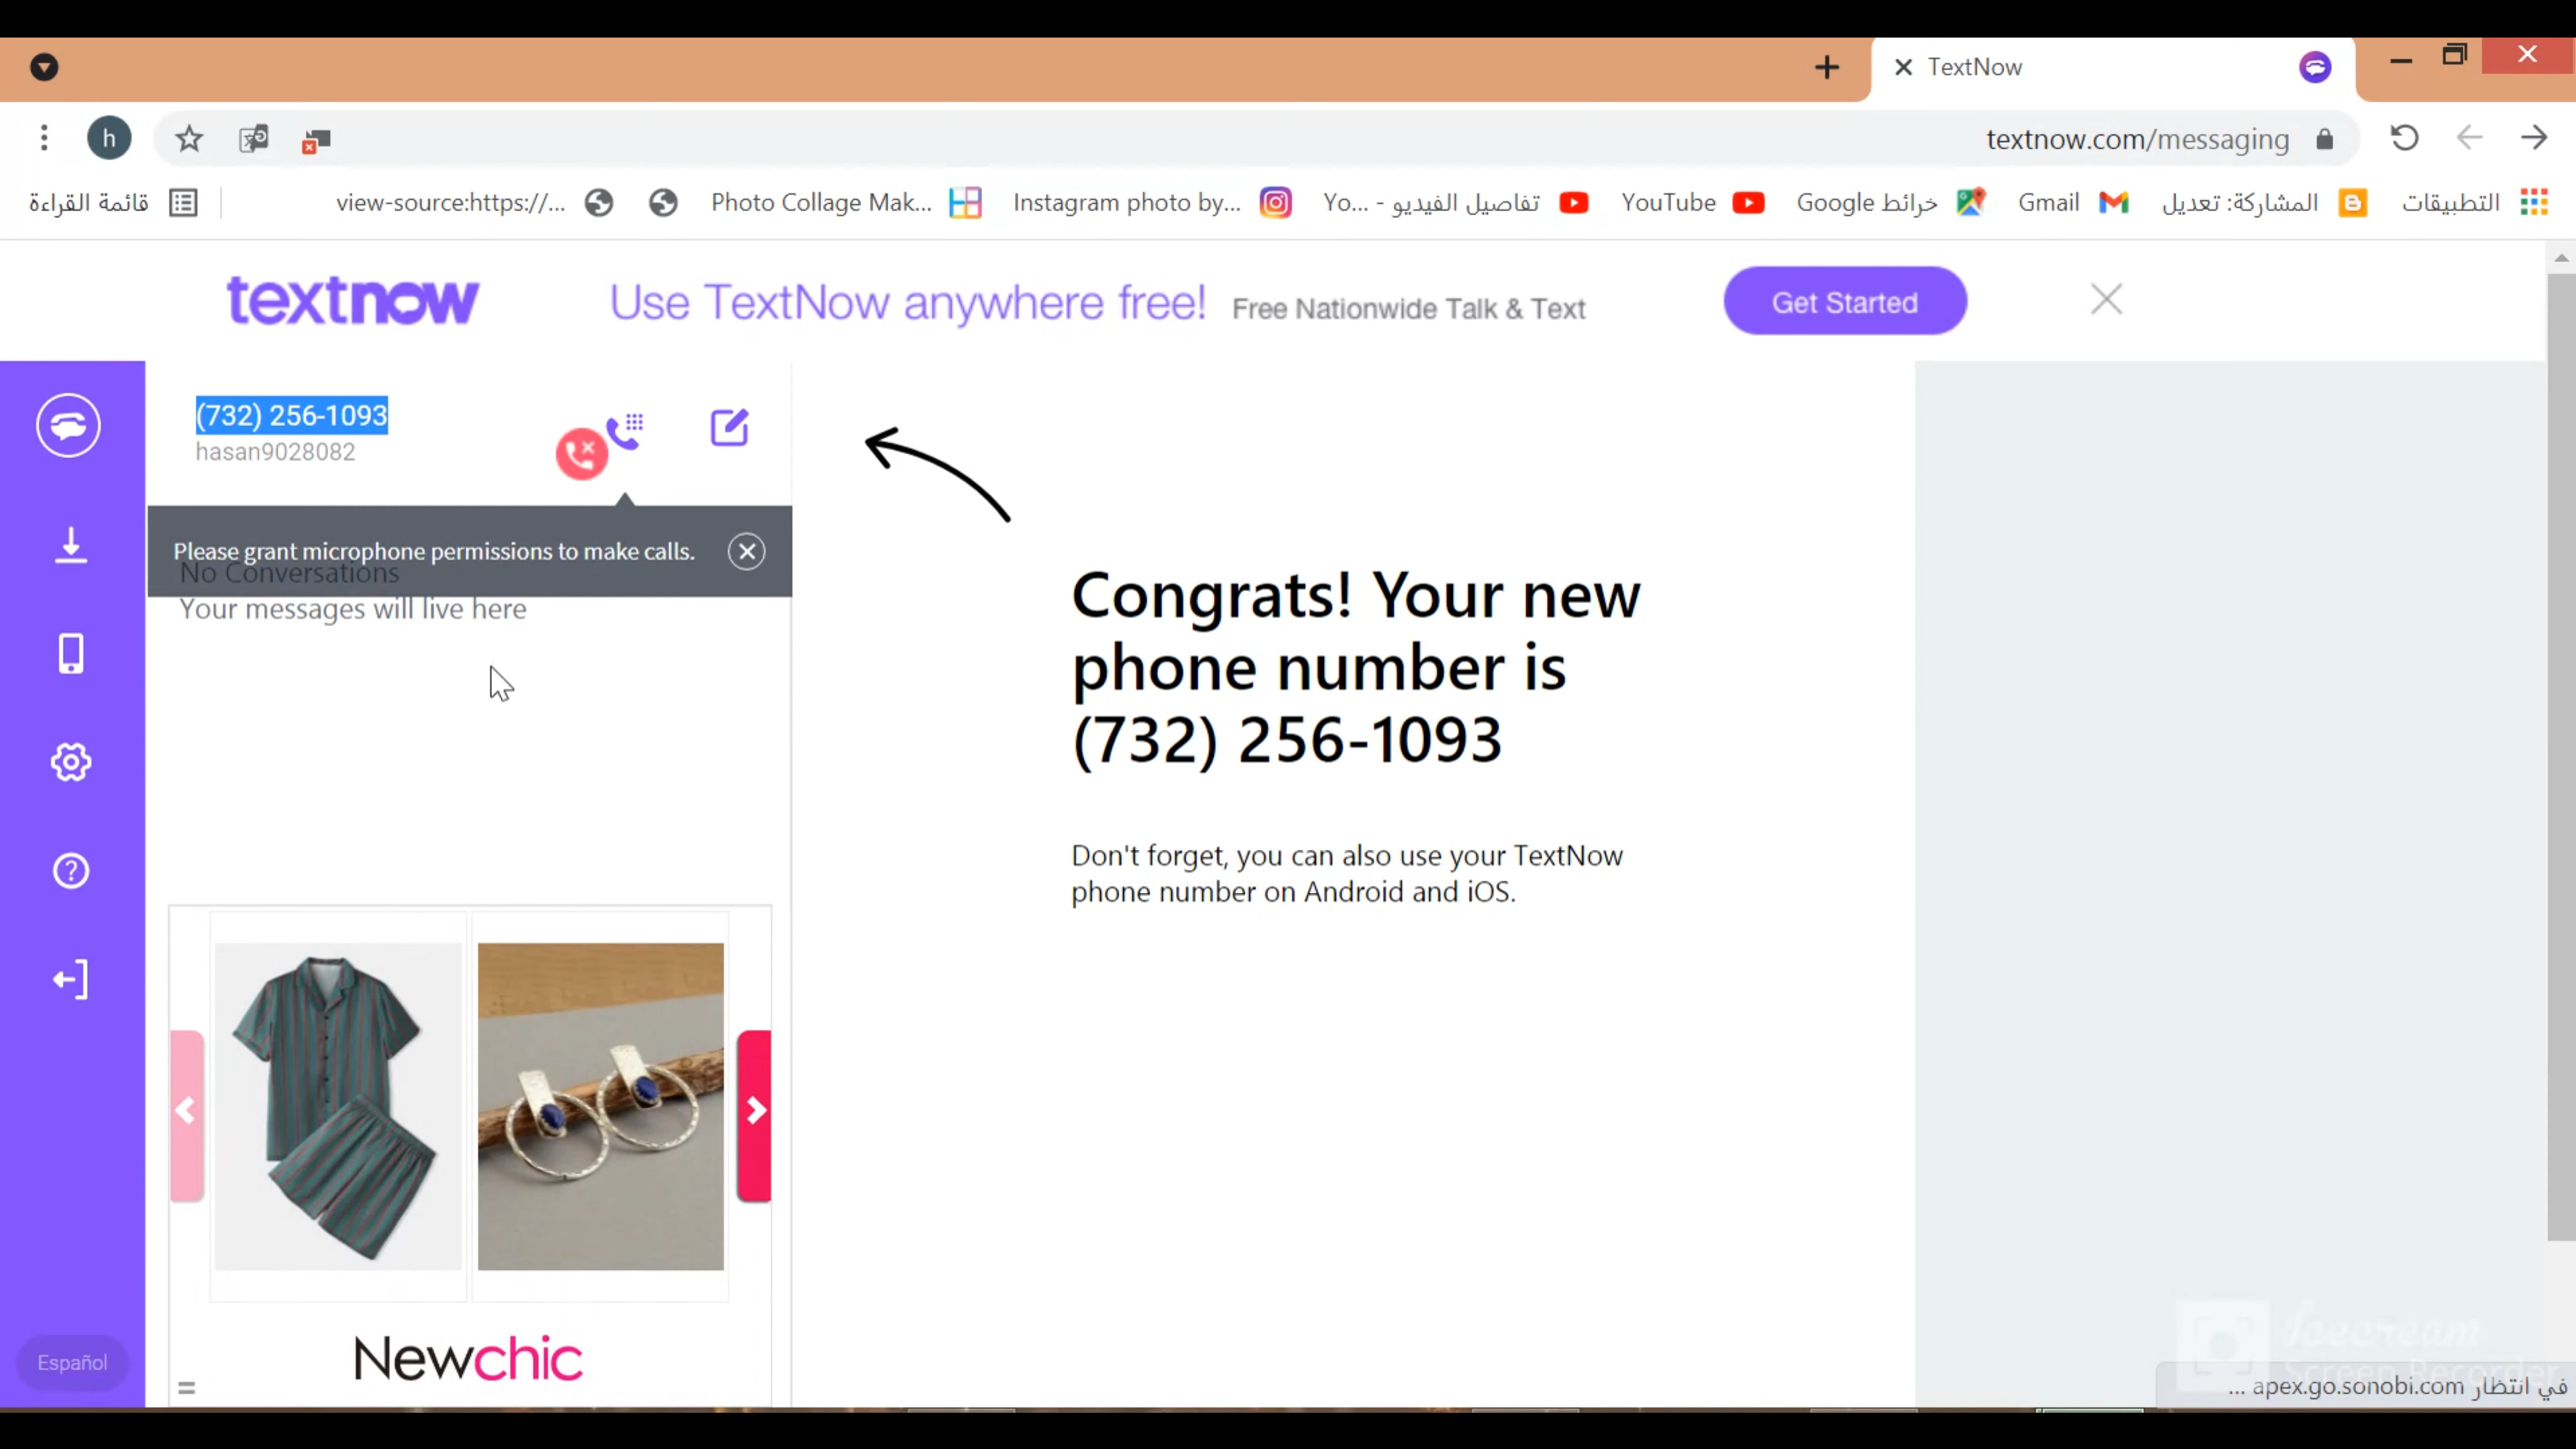 TextNow
h
textnow.com/messaging
التطبيقات
المشاركة: تعديل
Gmail
خرائط Google
YouTube
تفاصيل الفيديو - Yo...
Instagram photo by...
Photo Collage Mak...
view-source:https://...
قائمة القراءة
textnow
Use TextNow anywhere free! Free Nationwide Talk & Text
Get Started
(732) 256-1093
hasan9028082
Please grant microphone permissions to make calls.
No Conversations
Your messages will live here
Congrats! Your new
phone number is
(732) 256-1093
Don't forget, you can also use your TextNow
phone number on Android and iOS.
Newchic
Español
Icecream
Screen Recorder
في انتظار apex.go.sonobi.com ...